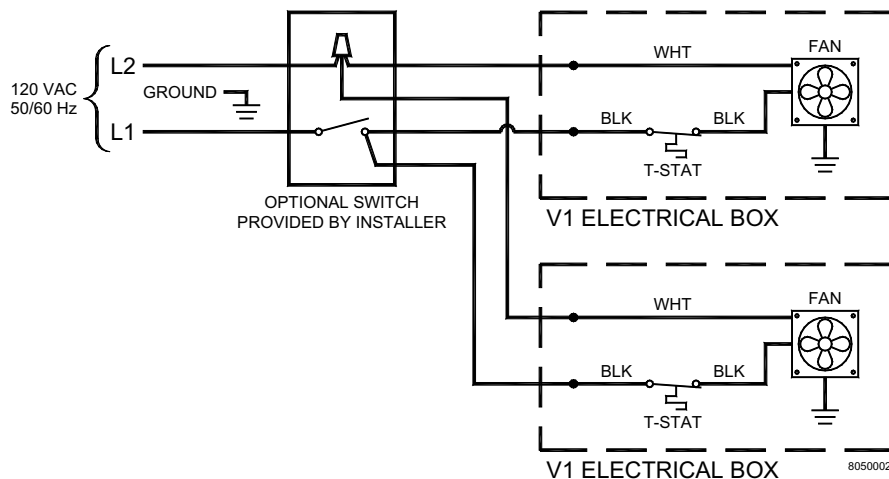 120 VAC
50/60 Hz
L2
GROUND
L1
OPTIONAL SWITCH
PROVIDED BY INSTALLER
WHT
FAN
BLK
BLK
T-STAT
V1 ELECTRICAL BOX
WHT
FAN
BLK
BLK
T-STAT
V1 ELECTRICAL BOX
8050002